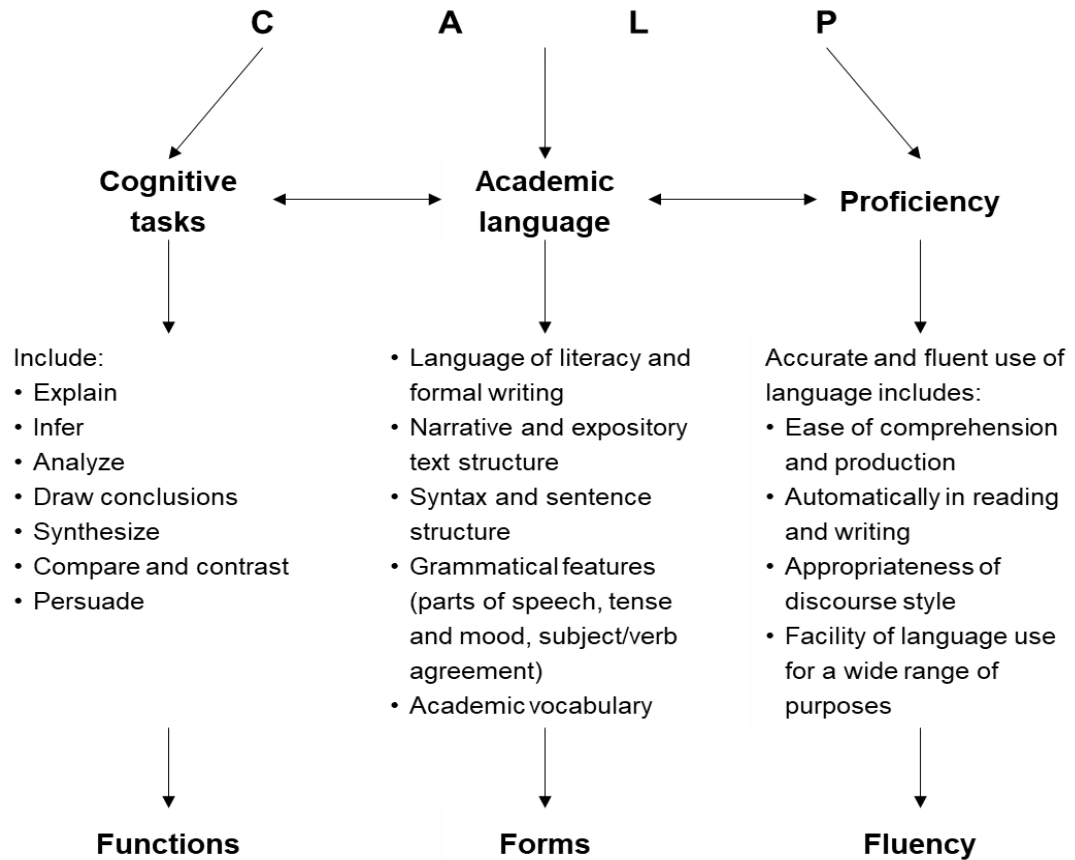 C A L P
Cognitive
tasks
Academic
language
Proficiency
Include:
• Explain
• Infer
• Analyze
• Draw conclusions
• Synthesize
• Compare and contrast
• Persuade
• Language of literacy and
formal writing
• Narrative and expository
text structure
• Syntax and sentence
structure
• Grammatical features
(parts of speech, tense
and mood, subject/verb
agreement)
• Academic vocabulary
Accurate and fluent use of
language includes:
• Ease of comprehension
and production
• Automatically in reading
and writing
• Appropriateness of
discourse style
• Facility of language use
for a wide range of
purposes
Functions
Forms
Fluency